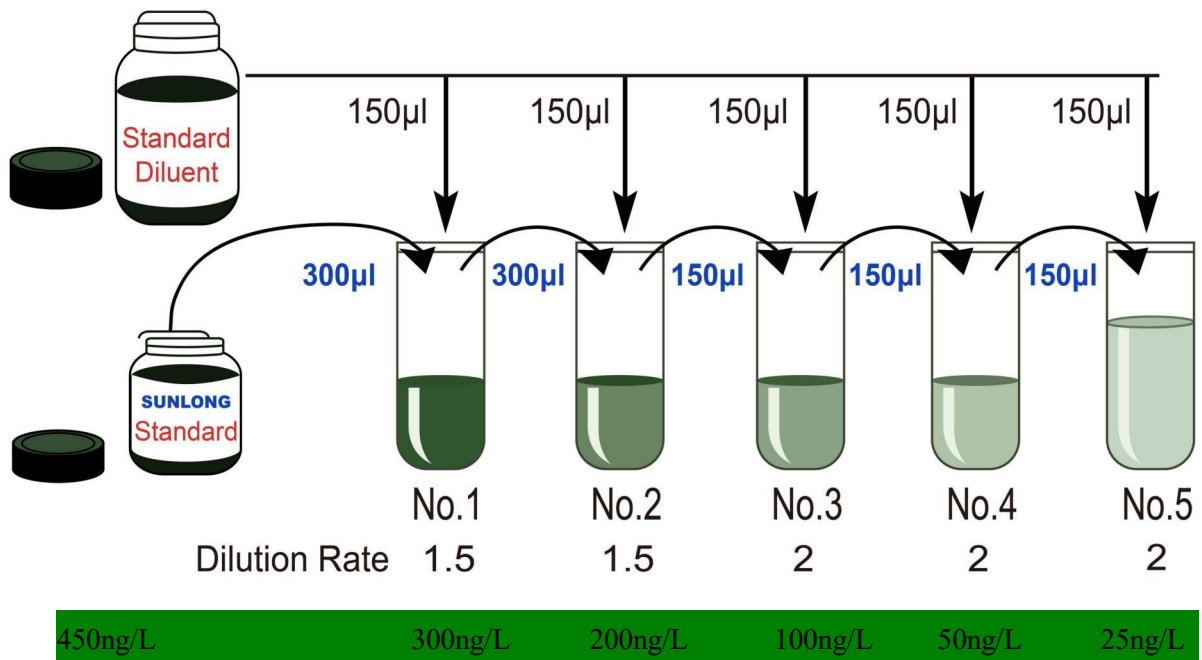 150µl 150µl 150µl 150µl 150µl
Standard
Diluent
300µl 300µl 150µl 150µl 150µl
SUNLONG
Standard
No.1 No.2 No.3 No.4 No.5
Dilution Rate 1.5 1.5 2 2 2
450ng/L 300ng/L 200ng/L 100ng/L 50ng/L 25ng/L